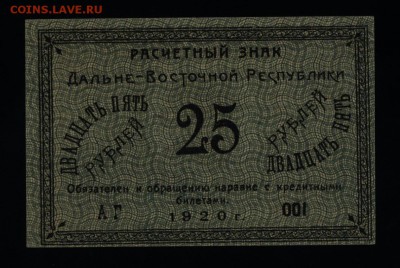 COINS.LAVE.RU
РАСЧЕТНЫЙ ЗНАК
ДАЛЬНЕ-ВОСТОЧНОЙ РЕСПУБЛИКИ
ДВАДЦАТЬ ПЯТЬ
РУБЛЕЙ
25
РУБЛЕЙ
ДВАДЦАТЬ ПЯТЬ
Обязателен к обращению наравне с кредитными
билетами.
АГ
1920 г.
001